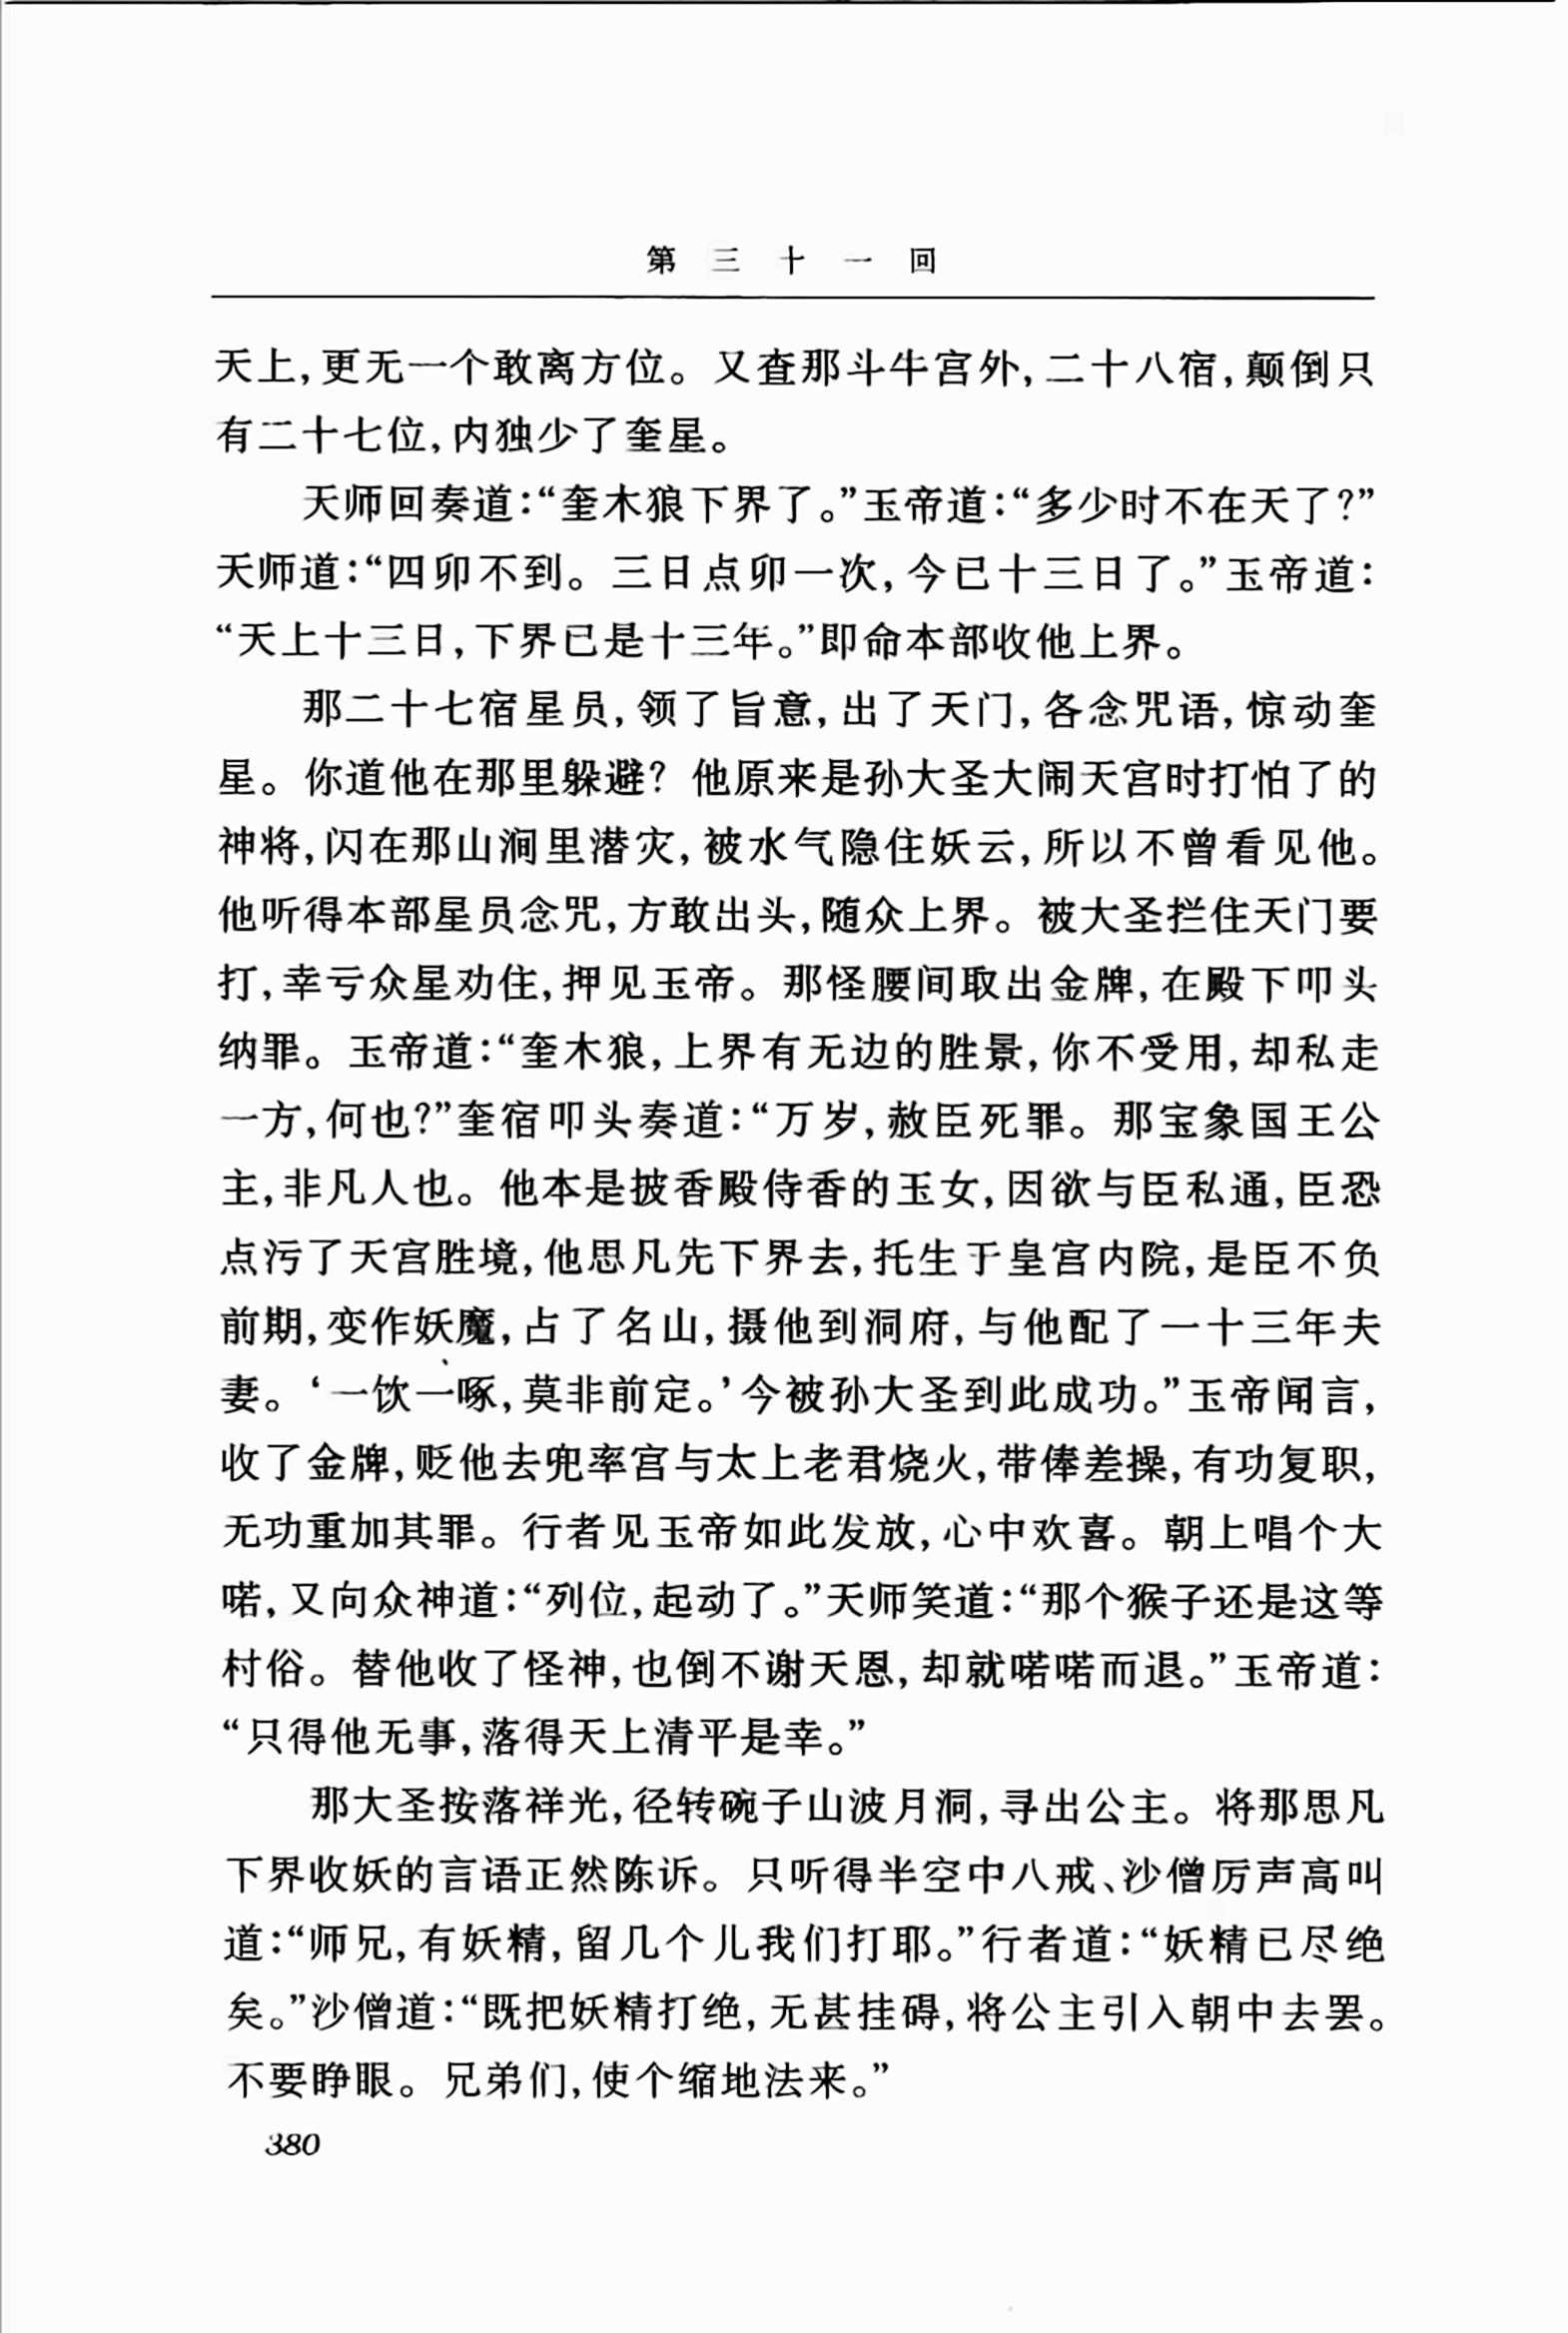 第三十一回
天上,更无一个敢离方位。又查那斗牛宫外,二十八宿,颠倒只
有二十七位,内独少了奎星。
天师回奏道:“奎木狼下界了。”玉帝道:“多少时不在天了?”
天师道:“四卯不到。三日点卯一次,今已十三日了。”玉帝道:
“天上十三日,下界已是十三年。”即命本部收他上界。
那二十七宿星员,领了旨意,出了天门,各念咒语,惊动奎
星。你道他在那里躲避?他原来是孙大圣大闹天宫时打怕了的
神将,闪在那山涧里潜灾,被水气隐住妖云,所以不曾看见他。
他听得本部星员念咒,方敢出头,随众上界。被大圣拦住天门要
打,幸亏众星劝住,押见玉帝。那怪腰间取出金牌,在殿下叩头
纳罪。玉帝道:“奎木狼,上界有无边的胜景,你不受用,却私走
一方,何也?”奎宿叩头奏道:“万岁,赦臣死罪。那宝象国王公
主,非凡人也。他本是披香殿侍香的玉女,因欲与臣私通,臣恐
点污了天宫胜境,他思凡先下界去,托生于皇宫内院,是臣不负
前期,变作妖魔,占了名山,摄他到洞府,与他配了一十三年夫
妻。‘一饮一啄,莫非前定。’今被孙大圣到此成功。”玉帝闻言,
收了金牌,贬他去兜率宫与太上老君烧火,带俸差操,有功复职,
无功重加其罪。行者见玉帝如此发放,心中欢喜。朝上唱个大
喏,又向众神道:“列位,起动了。”天师笑道:“那个猴子还是这等
村俗。替他收了怪神,也倒不谢天恩,却就喏喏而退。”玉帝道:
“只得他无事,落得天上清平是幸。”
那大圣按落祥光,径转碗子山波月洞,寻出公主。将那思凡
下界收妖的言语正然陈诉。只听得半空中八戒、沙僧厉声高叫
道:“师兄,有妖精,留几个儿我们打耶。”行者道:“妖精已尽绝
矣。”沙僧道:“既把妖精打绝,无甚挂碍,将公主引入朝中去罢。
不要睁眼。兄弟们,使个缩地法来。”
380